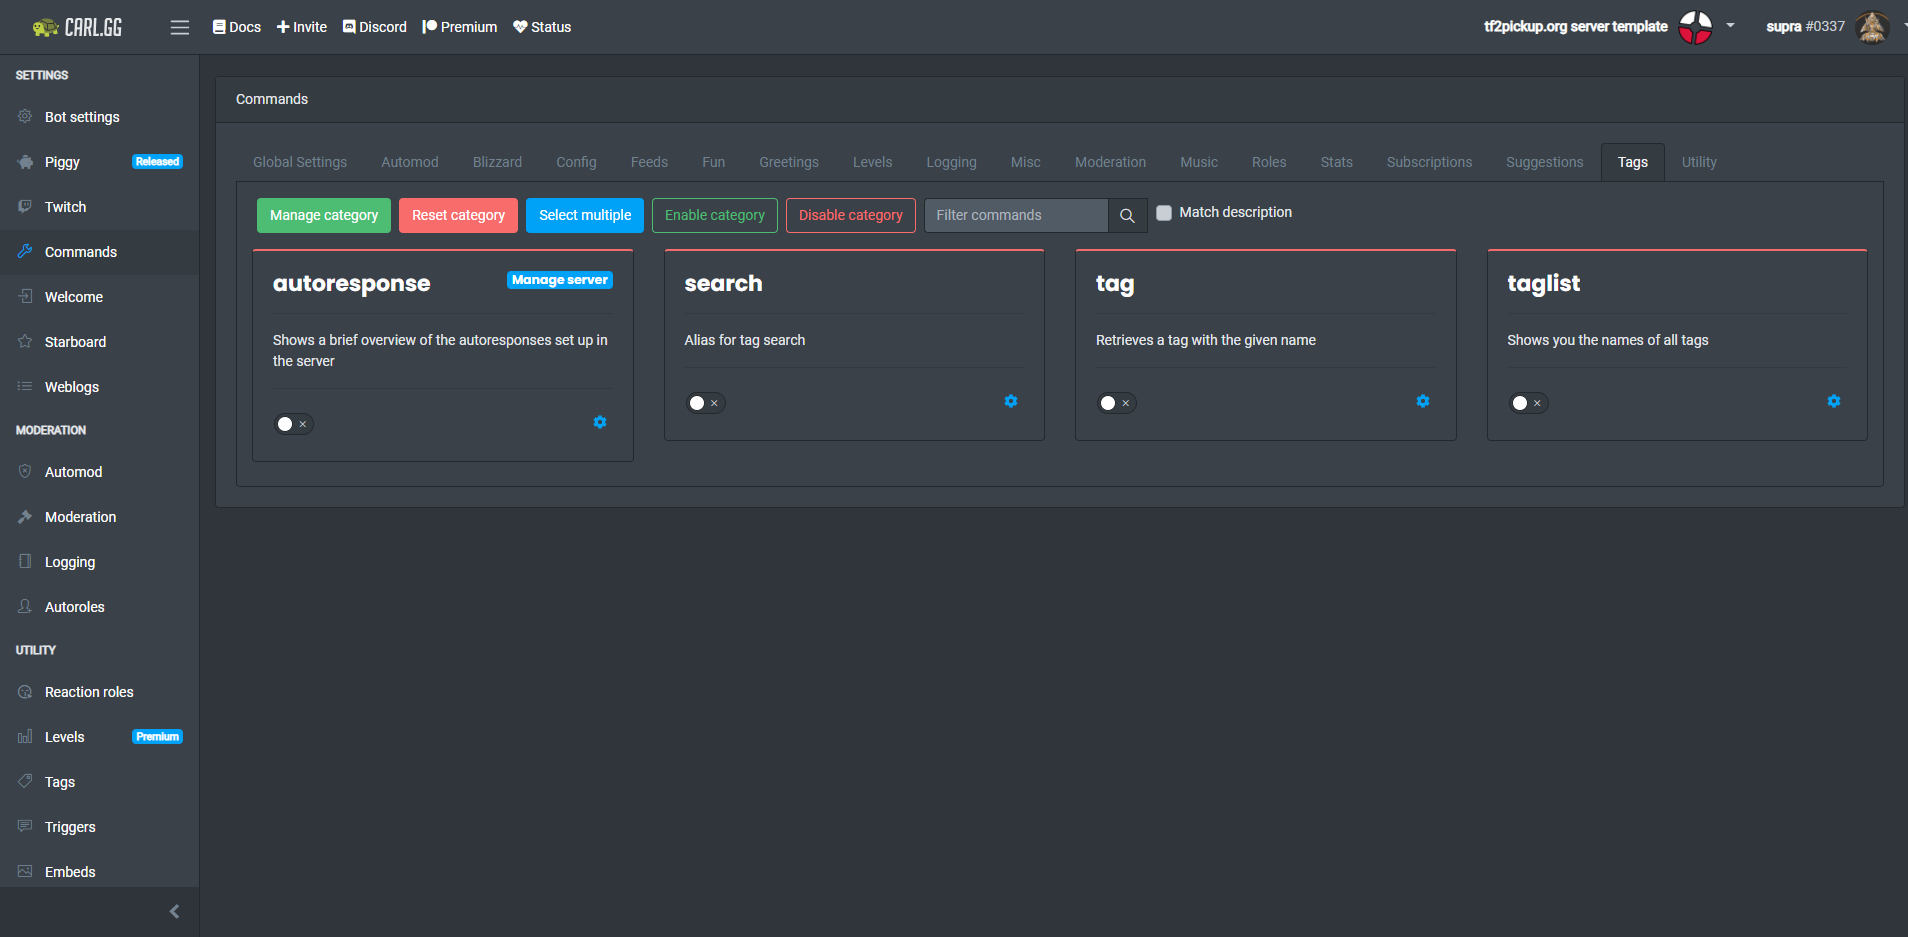 CARL.GG
Docs Invite Discord Premium Status
tf2pickup.org server template
supra #0337
SETTINGS
Bot settings
Piggy Released
Twitch
Commands
Welcome
Starboard
Weblogs
MODERATION
Automod
Moderation
Logging
Autoroles
UTILITY
Reaction roles
Levels Premium
Tags
Triggers
Embeds
Commands
Global Settings Automod Blizzard Config Feeds Fun Greetings Levels Logging Misc Moderation Music Roles Stats Subscriptions Suggestions Tags Utility
Manage category Reset category Select multiple Enable category Disable category Filter commands Match description
autoresponse Manage server
Shows a brief overview of the autoresponses set up in
the server
search
Alias for tag search
tag
Retrieves a tag with the given name
taglist
Shows you the names of all tags